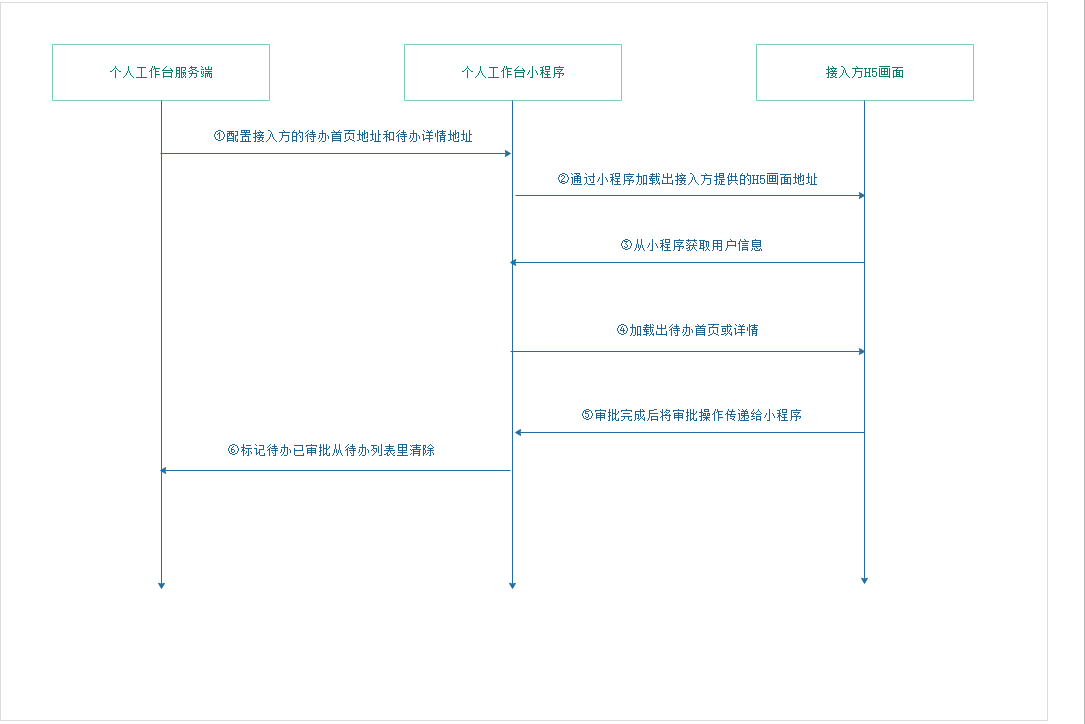 个人工作台服务端
个人工作台小程序
接入方H5画面
①配置接入方的待办首页地址和待办详情地址
②通过小程序加载出接入方提供的H5画面地址
③从小程序获取用户信息
④加载出待办首页或详情
⑤审批完成后将审批操作传递给小程序
⑥标记待办已审批从待办列表里清除